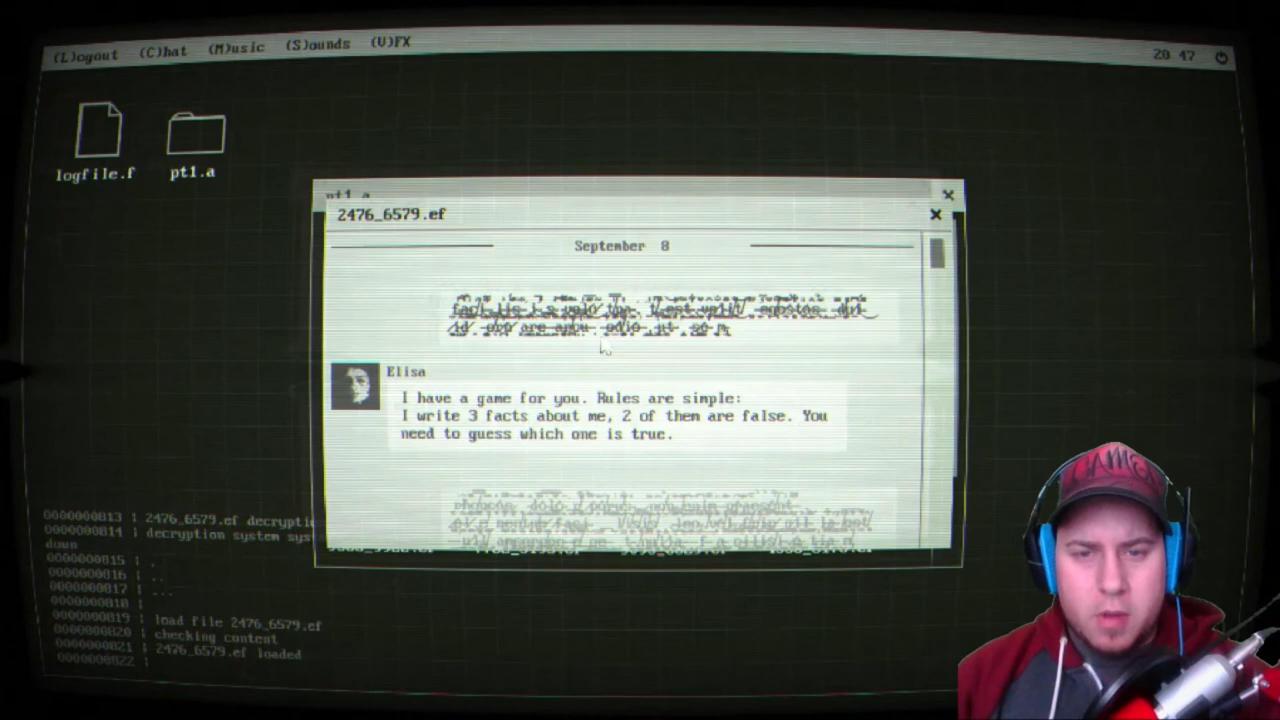 (L)ogout (C)hat (M)usic (S)ounds (V)FX 20 47
logfile.f pt1.a
pt1.a
2476_6579.ef
September 8
Elisa
I have a game for you. Rules are simple:
I write 3 facts about me, 2 of them are false. You
need to guess which one is true.
0000000813 | 2476_6579.ef decrypti
0000000814 | decryption system sys
down
0000000815 | .
0000000816 | ..
0000000817 | ...
0000000818 |
0000000819 | load file 2476_6579.ef
0000000820 | checking content
0000000821 | 2476_6579.ef loaded
0000000822 |
GAMER